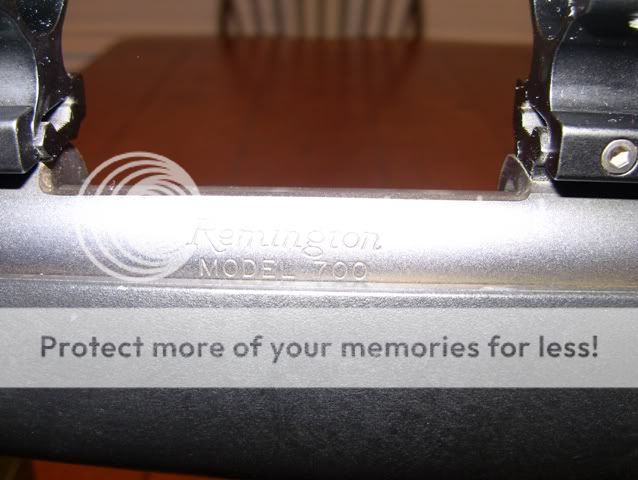 Remington
MODEL 700
Protect more of your memories for less!